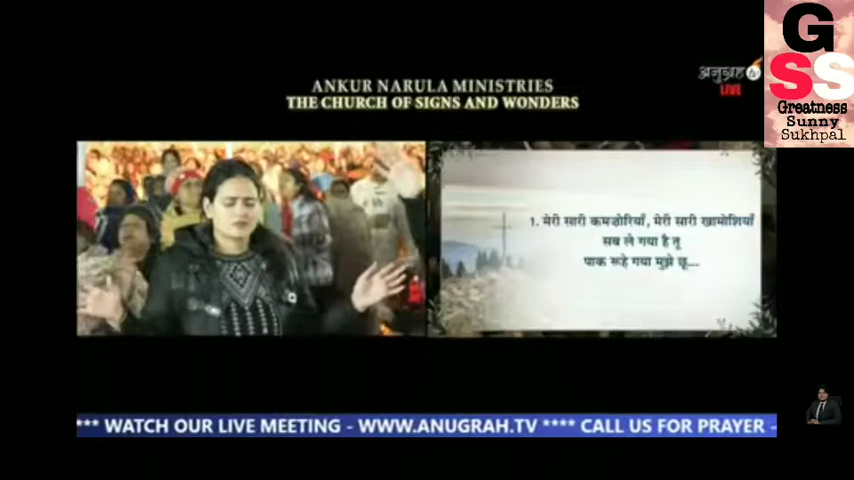 ANKUR NARULA MINISTRIES
THE CHURCH OF SIGNS AND WONDERS
अनुग्रह tv
LIVE
G
SS
Greatness
Sunny
Sukhpal
1. मेरी सारी कमज़ोरियाँ, मेरी सारी खामोशियाँ
सब ले गया है तू
पाक रूहे गया मुझे छू...
*** WATCH OUR LIVE MEETING - WWW.ANUGRAH.TV **** CALL US FOR PRAYER -